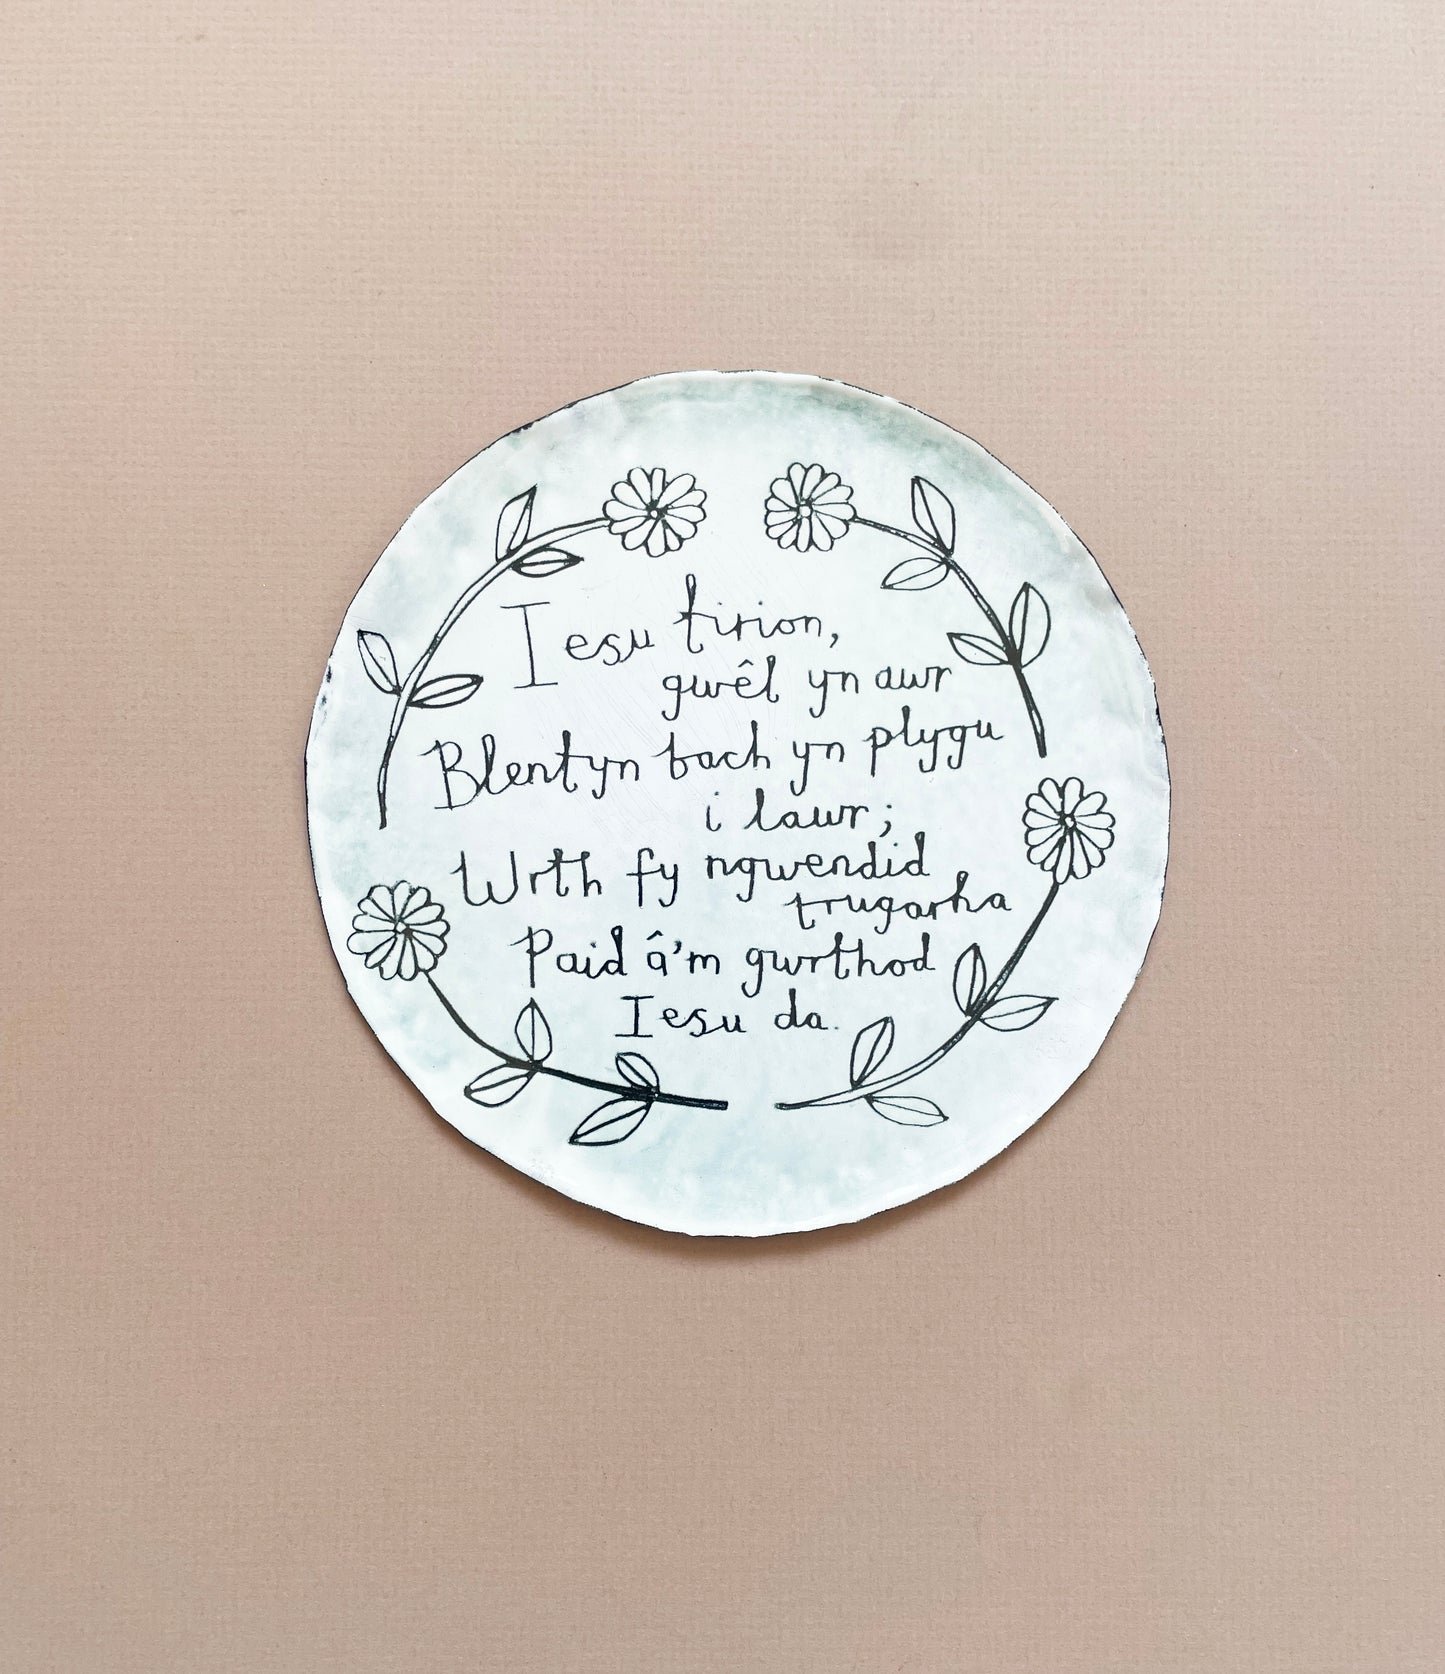 Iesu tirion,
gwêl yn awr
Blentyn bach yn plygu
i lawr;
Wrth fy ngwendid
trugarha
Paid â'm gwrthod
Iesu da.